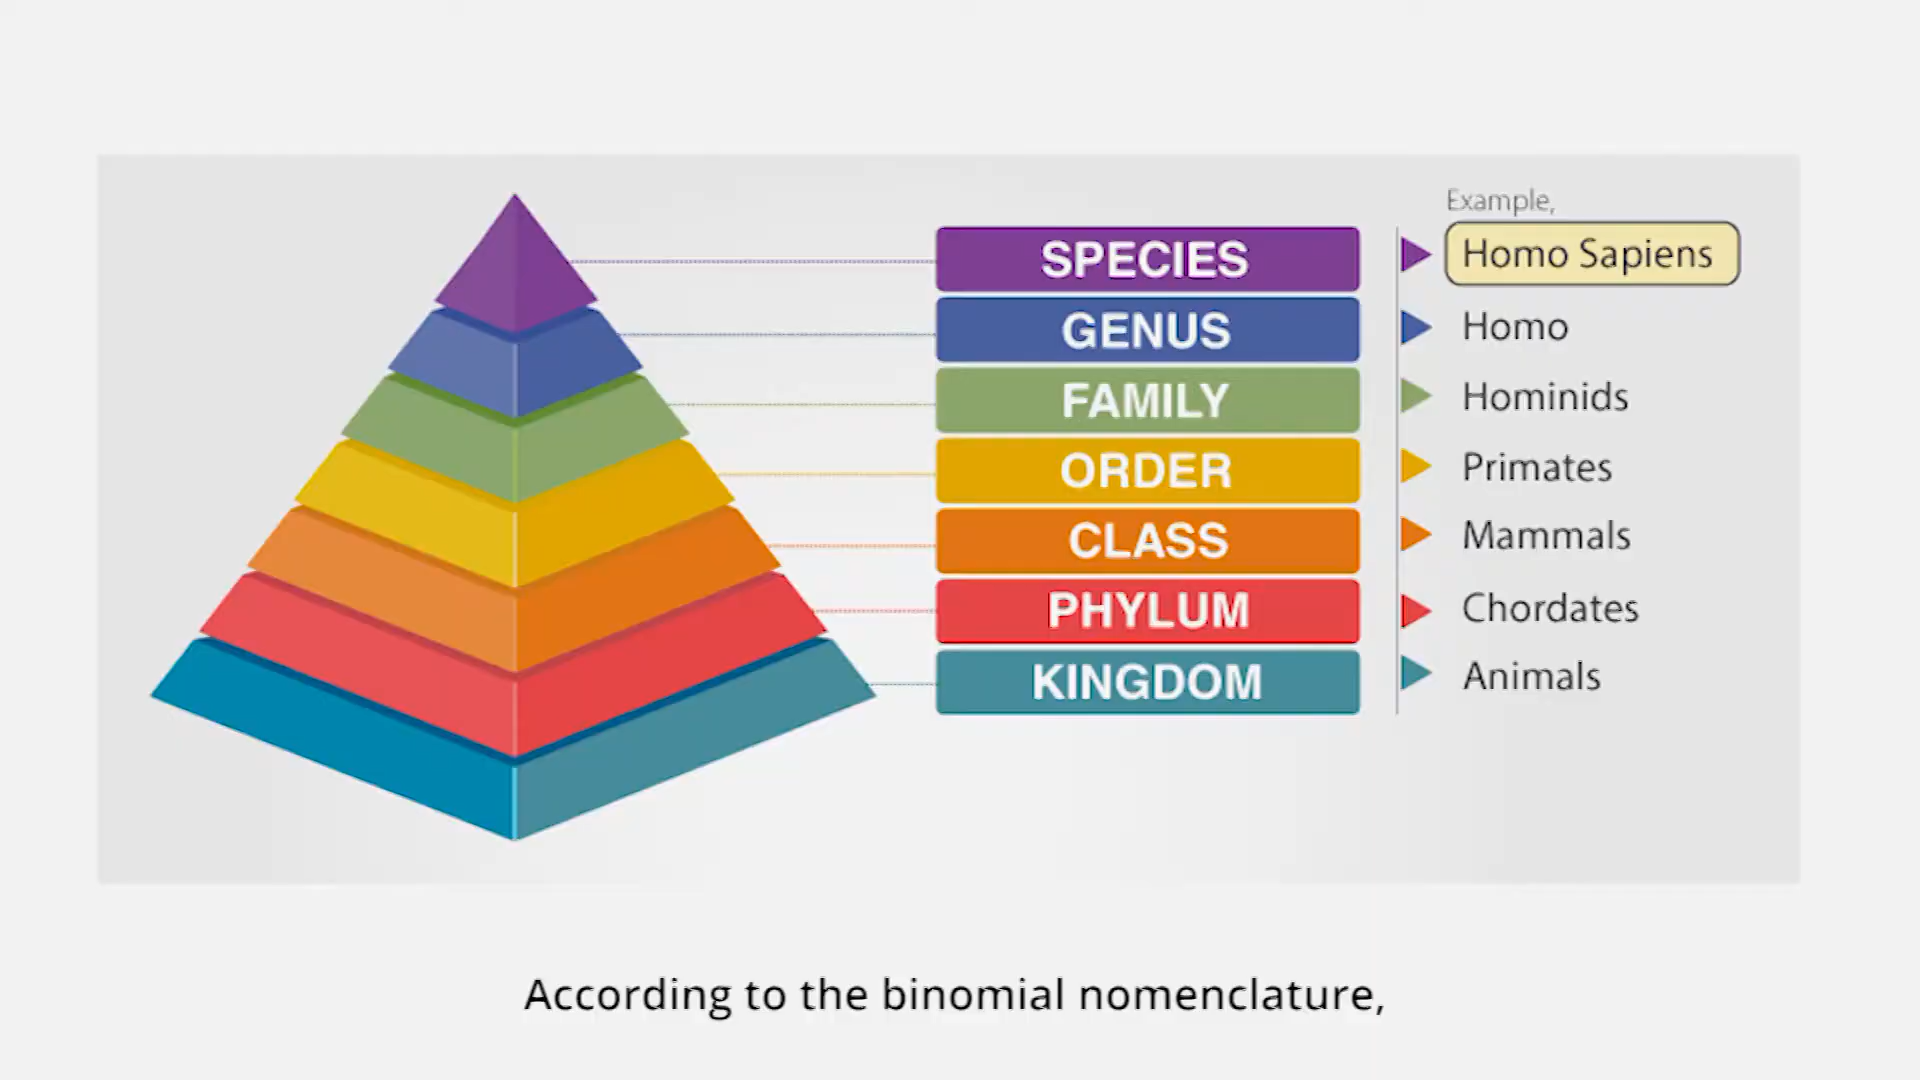 Example,
SPECIES Homo Sapiens
GENUS Homo
FAMILY Hominids
ORDER Primates
CLASS Mammals
PHYLUM Chordates
KINGDOM Animals
According to the binomial nomenclature,